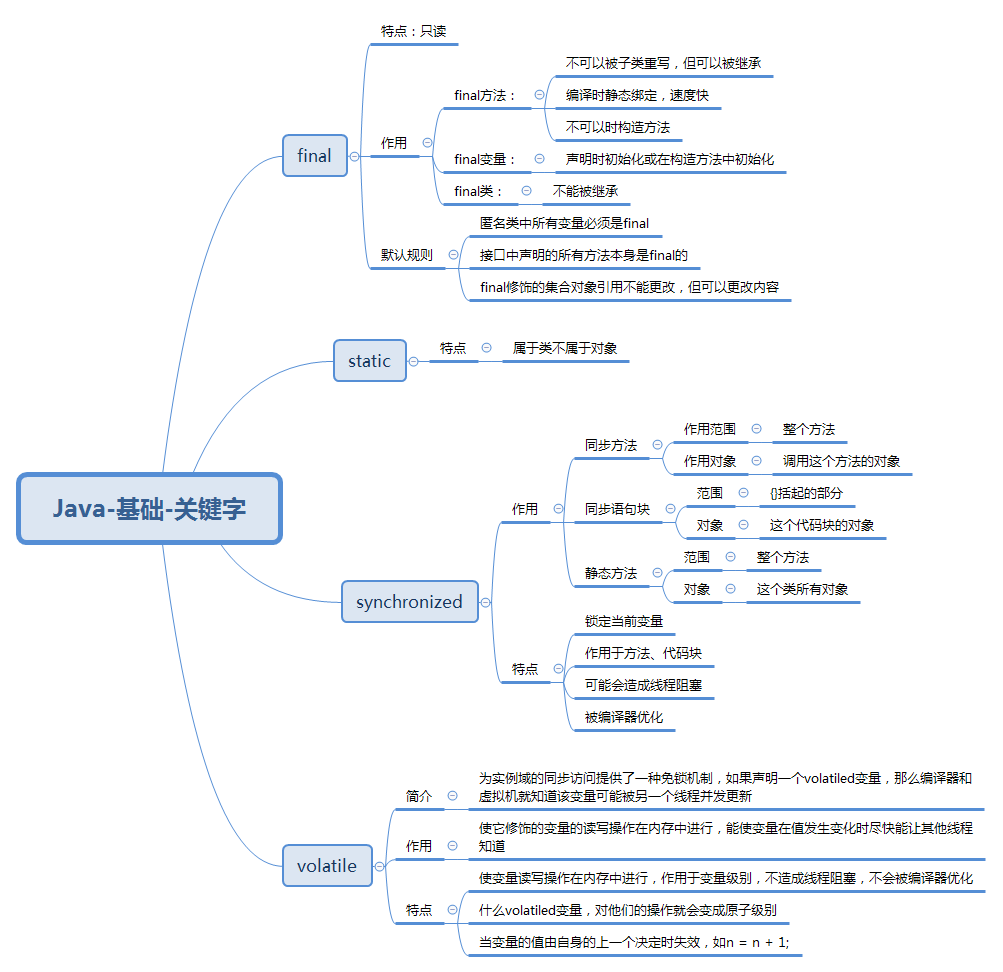 特点：只读
不可以被子类重写，但可以被继承
final方法：
编译时静态绑定，速度快
不可以时构造方法
作用
final
final变量：
声明时初始化或在构造方法中初始化
final类：
不能被继承
匿名类中所有变量必须是final
默认规则
接口中声明的所有方法本身是final的
final修饰的集合对象引用不能更改，但可以更改内容
static
特点
属于类不属于对象
Java-基础-关键字
同步方法
作用范围
整个方法
作用对象
调用这个方法的对象
作用
同步语句块
范围
{}括起的部分
对象
这个代码块的对象
静态方法
范围
整个方法
对象
这个类所有对象
synchronized
锁定当前变量
作用于方法、代码块
特点
可能会造成线程阻塞
被编译器优化
简介
为实例域的同步访问提供了一种免锁机制，如果声明一个volatiled变量，那么编译器和
虚拟机就知道该变量可能被另一个线程并发更新
作用
使它修饰的变量的读写操作在内存中进行，能使变量在值发生变化时尽快能让其他线程
知道
volatile
使变量读写操作在内存中进行，作用于变量级别，不造成线程阻塞，不会被编译器优化
特点
什么volatiled变量，对他们的操作就会变成原子级别
当变量的值由自身的上一个决定时失效，如n = n + 1;